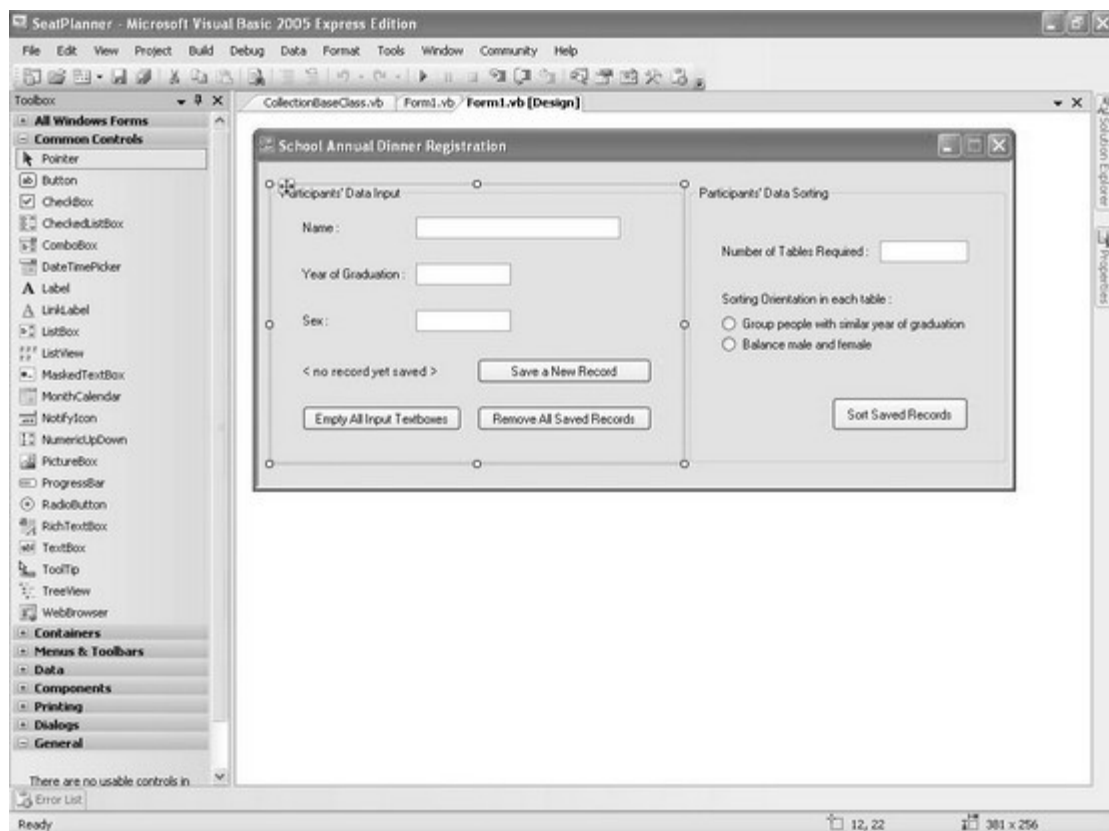 SeatPlanner - Microsoft Visual Basic 2005 Express Edition
File Edit View Project Build Debug Data Format Tools Window Community Help
Toolbox
CollectionBaseClass.vb Form1.vb Form1.vb [Design]
All Windows Forms
Common Controls
Pointer
Button
CheckBox
CheckedListBox
ComboBox
DateTimePicker
Label
LinkLabel
ListBox
ListView
MaskedTextBox
MonthCalendar
NotifyIcon
NumericUpDown
PictureBox
ProgressBar
RadioButton
RichTextBox
TextBox
ToolTip
TreeView
WebBrowser
Containers
Menus & Toolbars
Data
Components
Printing
Dialogs
General
There are no usable controls in
School Annual Dinner Registration
Participants' Data Input
Name :
Year of Graduation :
Sex :
< no record yet saved >
Save a New Record
Empty All Input Textboxes
Remove All Saved Records
Participants' Data Sorting
Number of Tables Required :
Sorting Orientation in each table :
Group people with similar year of graduation
Balance male and female
Sort Saved Records
Solution Explorer
Properties
Error List
Ready
12, 22
381 x 256